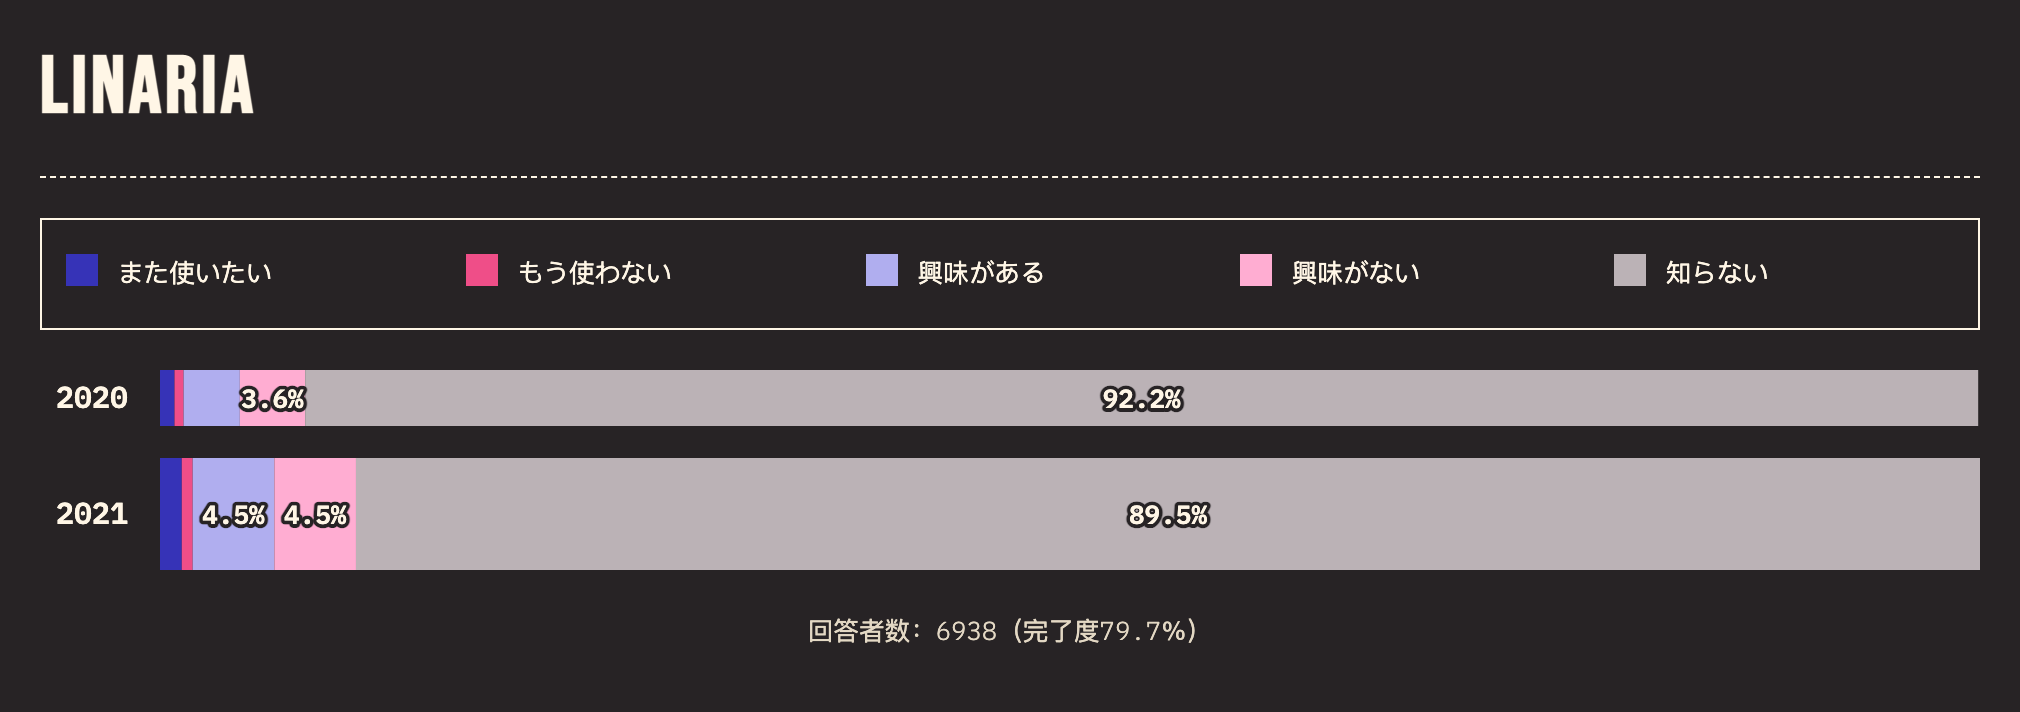 LINARIA
また使いたい もう使わない 興味がある 興味がない 知らない
2020 3.6% 92.2%
2021 4.5% 4.5% 89.5%
回答者数: 6938 (完了度79.7%)